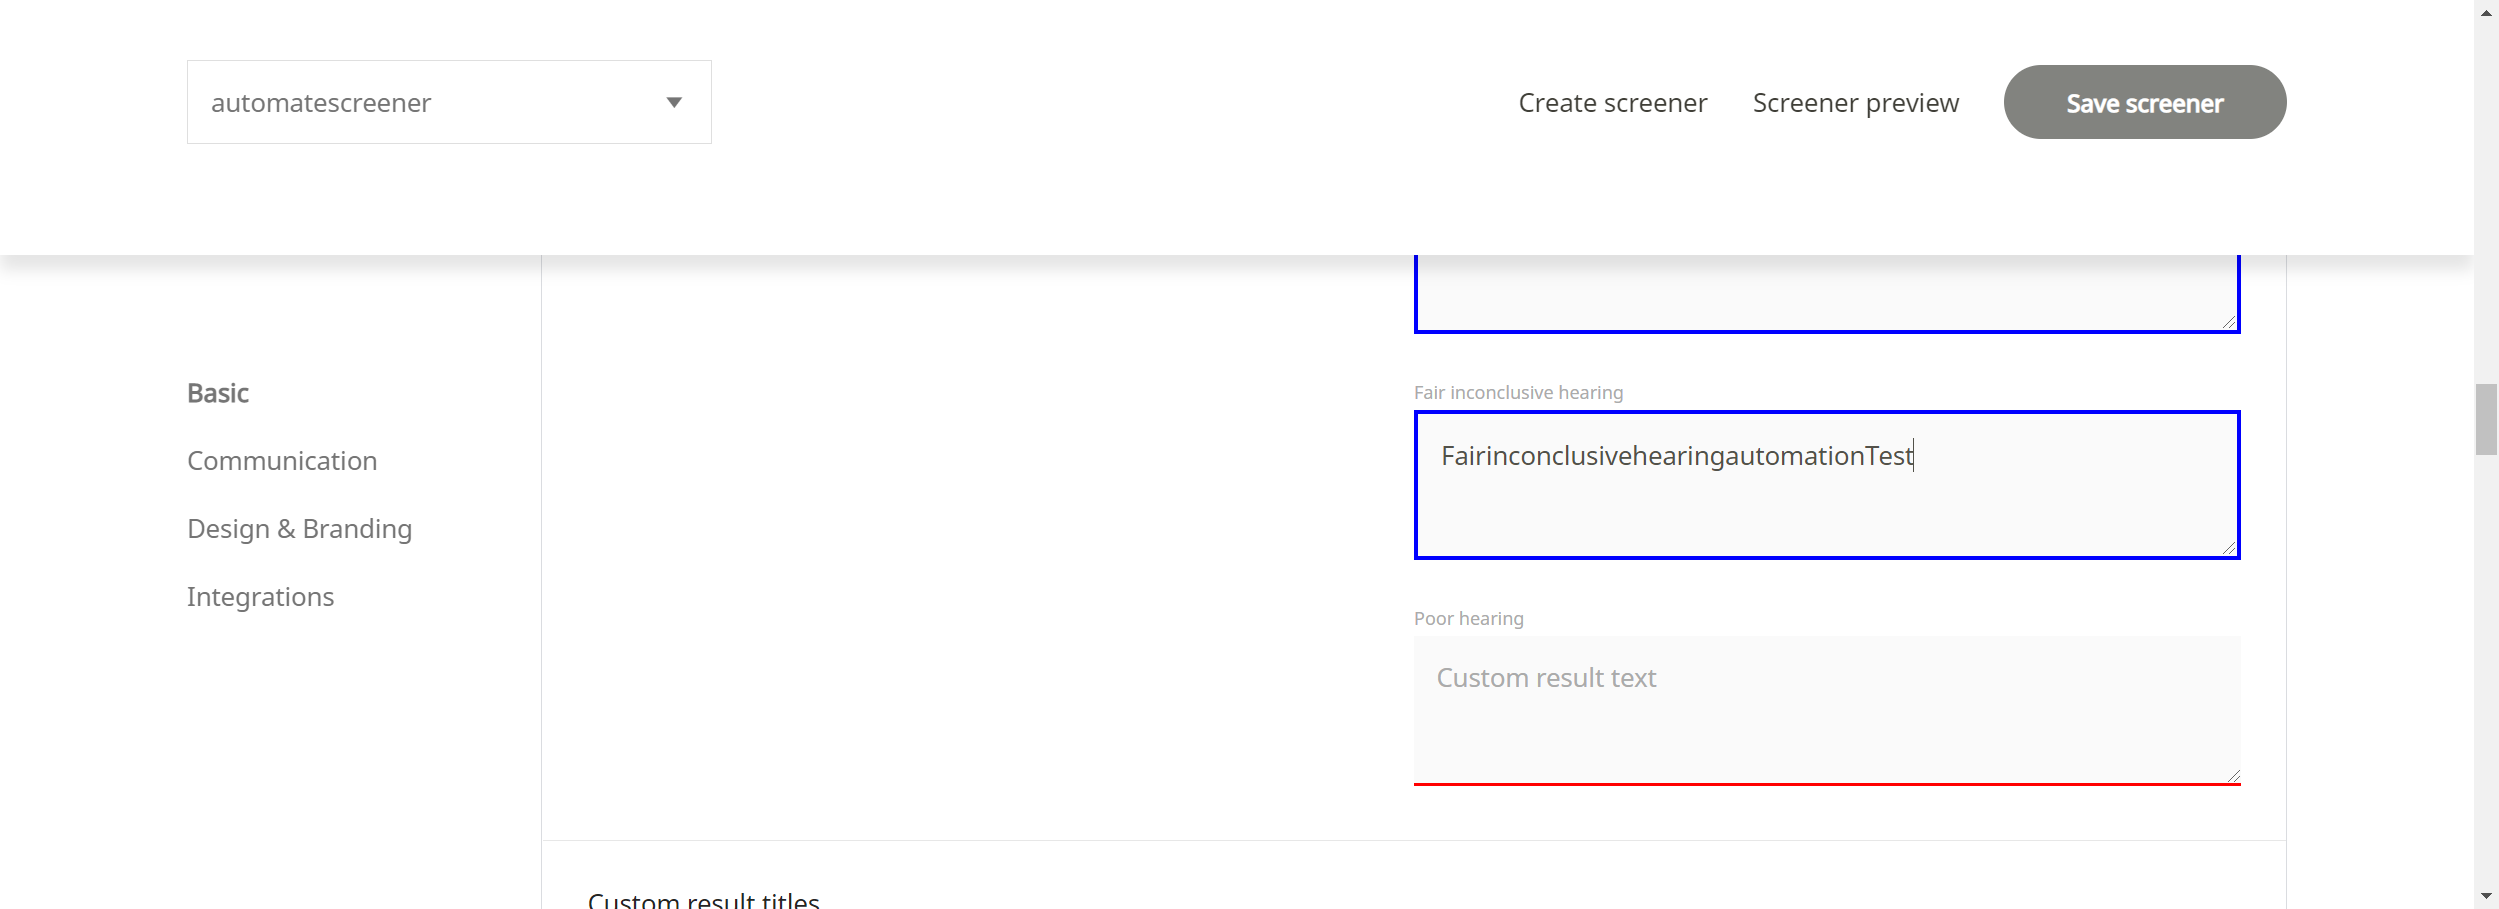 automatescreener
Create screener
Screener preview
Save screener
Basic
Communication
Design & Branding
Integrations
Fair inconclusive hearing
FairinconclusivehearingautomationTest
Poor hearing
Custom result text
Custom result titles